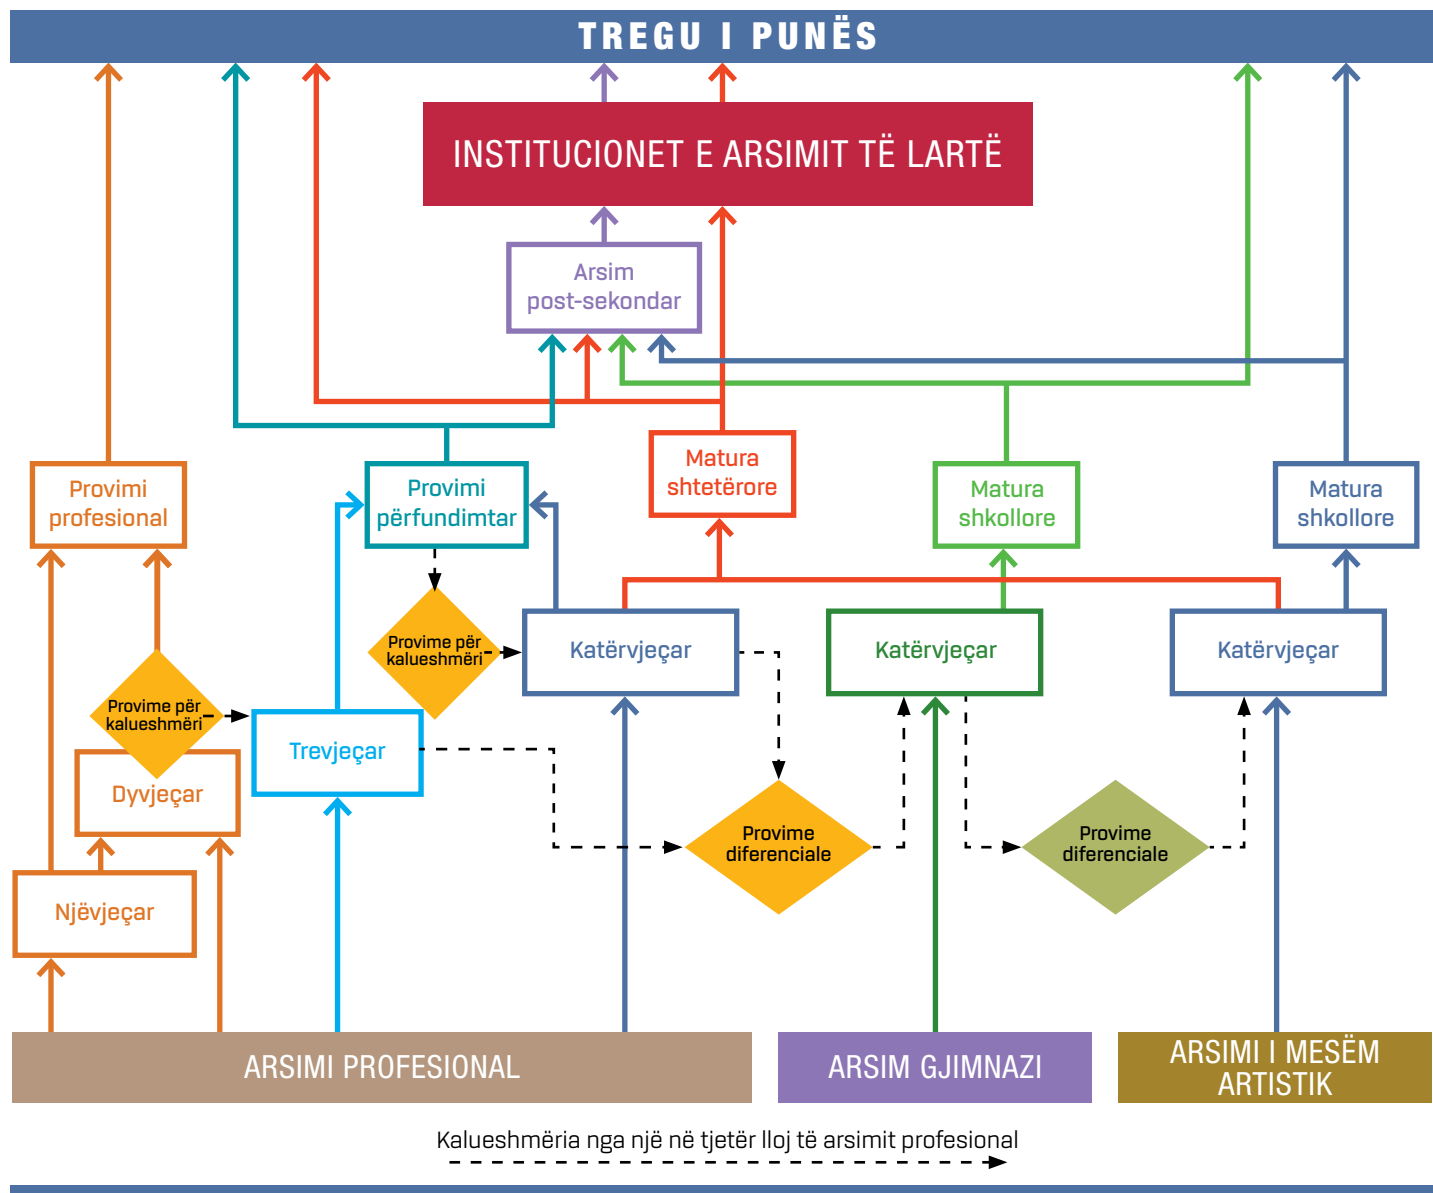 TREGU I PUNËS
INSTITUCIONET E ARSIMIT TË LARTË
Arsim
post-sekondar
Provimi
profesional
Provimi
përfundimtar
Matura
shtetërore
Matura
shkollore
Matura
shkollore
Provime për
kalueshmëri
Katërvjeçar
Katërvjeçar
Katërvjeçar
Provime për
kalueshmëri
Trevjeçar
Dyvjeçar
Provime
diferenciale
Provime
diferenciale
Njëvjeçar
ARSIMI PROFESIONAL
ARSIM GJIMNAZI
ARSIMI I MESËM
ARTISTIK
Kalueshmëria nga një në tjetër lloj të arsimit profesional